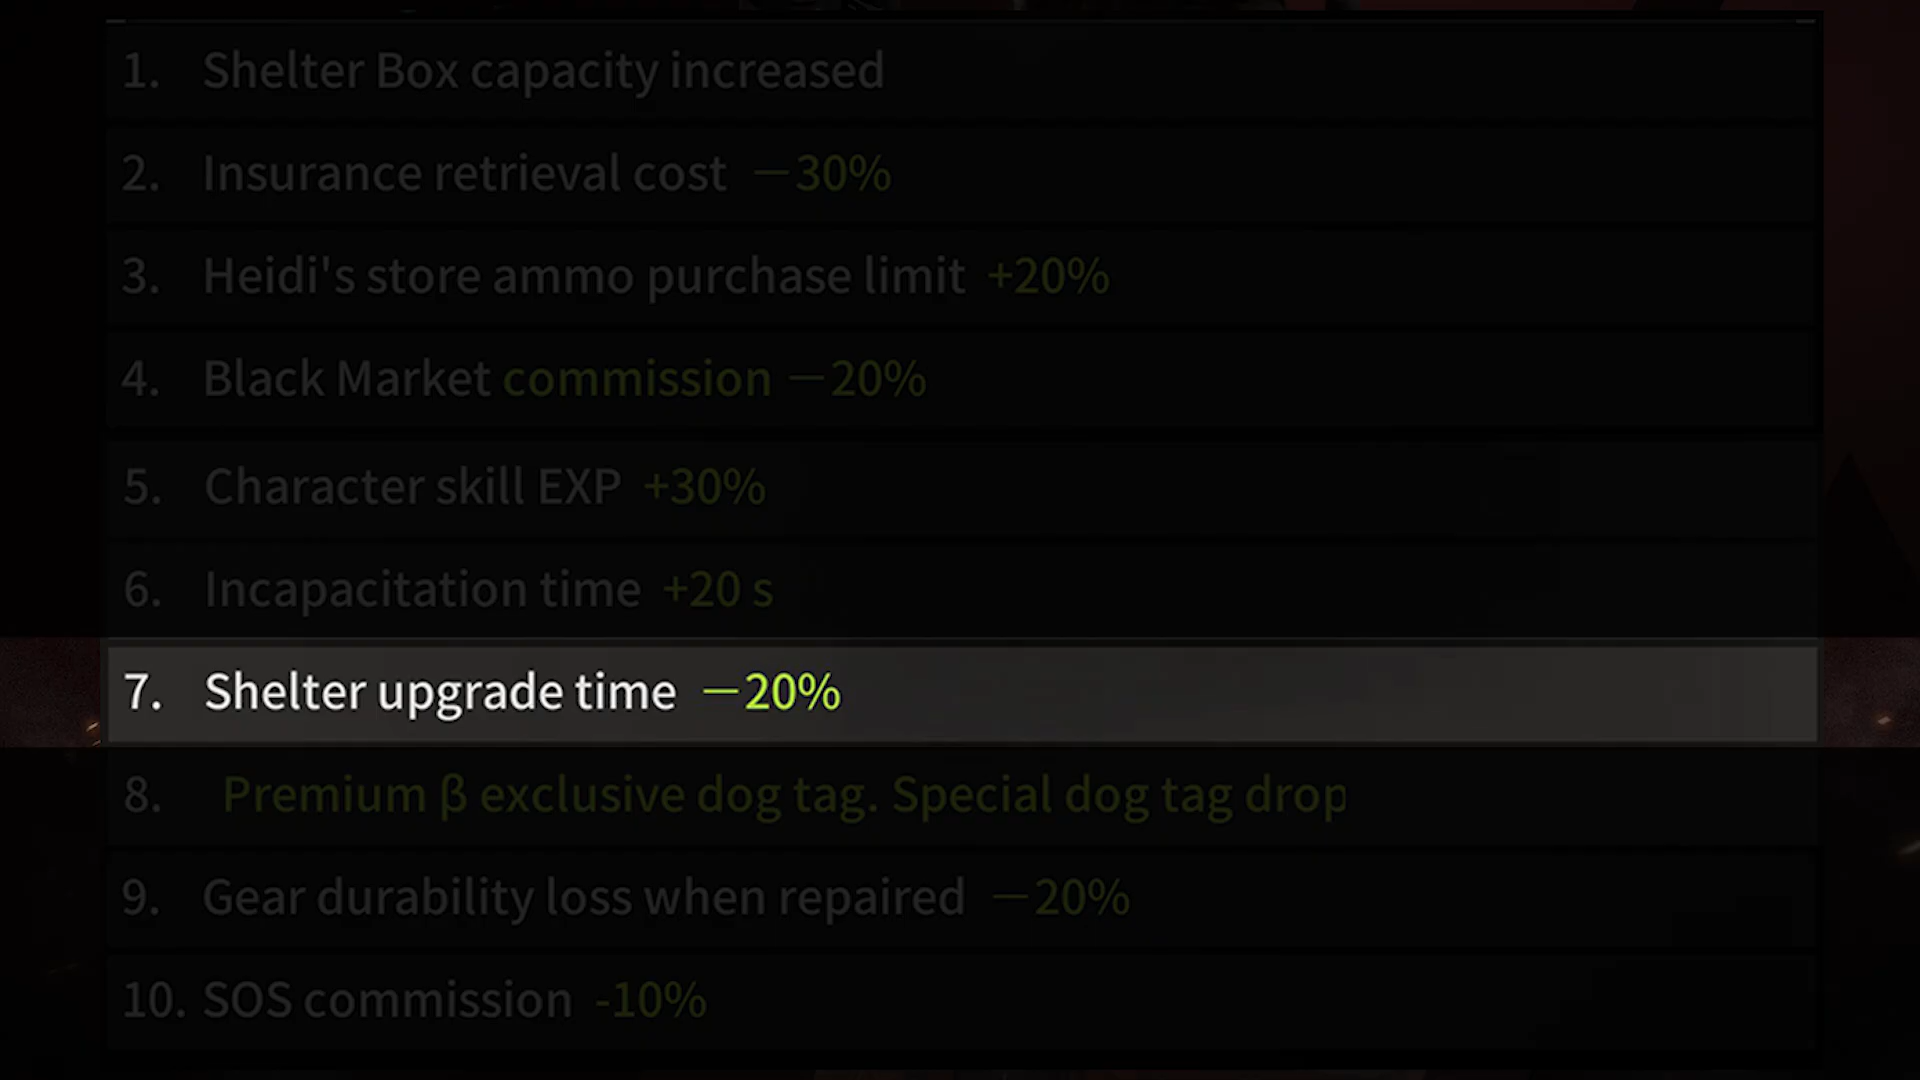 1. Shelter Box capacity increased
2. Insurance retrieval cost －30%
3. Heidi's store ammo purchase limit +20%
4. Black Market commission －20%
5. Character skill EXP +30%
6. Incapacitation time +20 s
7. Shelter upgrade time －20%
8. Premium β exclusive dog tag. Special dog tag drop
9. Gear durability loss when repaired －20%
10. SOS commission -10%